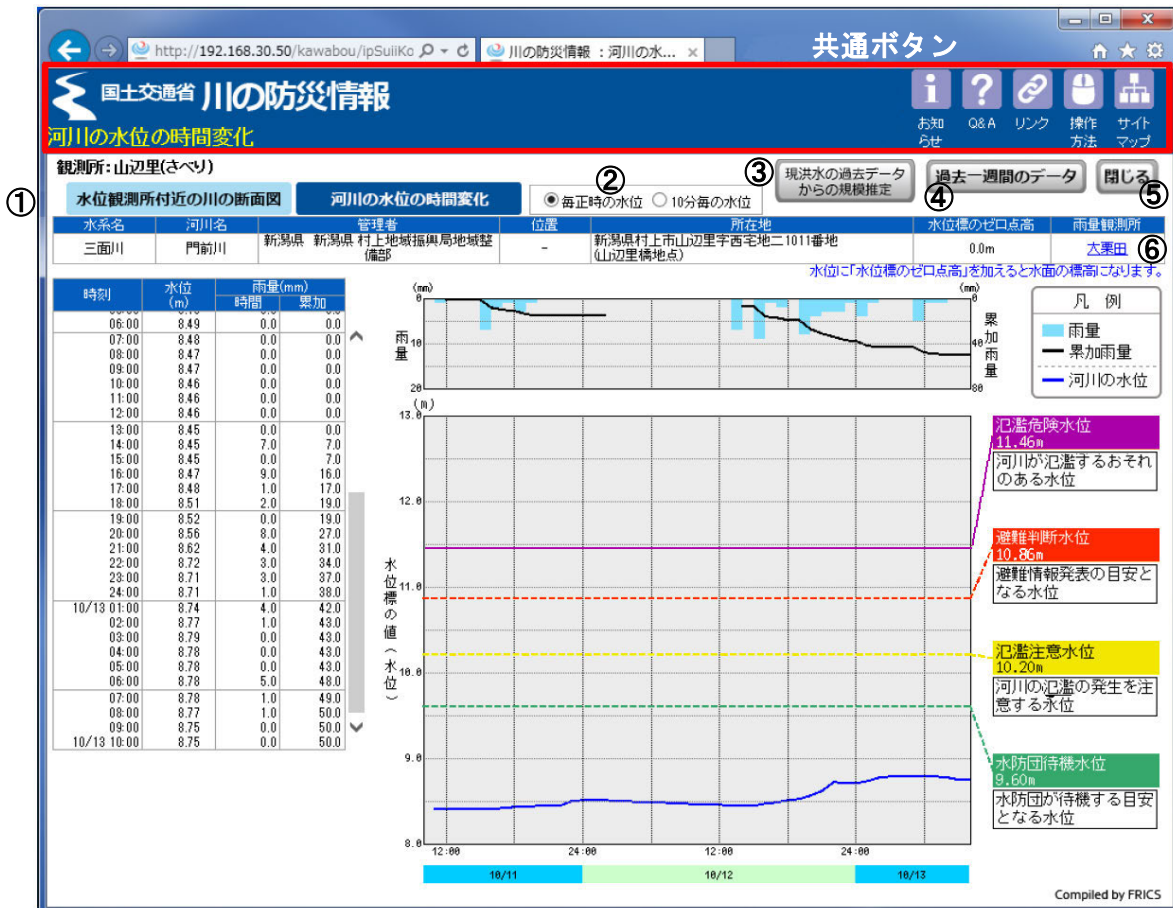 http://192.168.30.50/kawabou/ipSuiiKo
川の防災情報 ：河川の水...
共通ボタン
国土交通省 川の防災情報
河川の水位の時間変化
お知らせ
Q&A
リンク
操作方法
サイトマップ
観測所：山辺里(さべり)
①
水位観測所付近の川の断面図
河川の水位の時間変化
②
毎正時の水位 10分毎の水位
③
現洪水の過去データ
からの規模推定
④
過去一週間のデータ
閉じる
⑤
水系名 河川名 管理者 位置 所在地 水位標のゼロ点高 雨量観測所
三面川 門前川 新潟県 新潟県 村上地域振興局地域整備部 - 新潟県村上市山辺里字西宅地二1011番地
(山辺里橋地点) 0.0m 大栗田 ⑥
水位に「水位標のゼロ点高」を加えると水面の標高になります。
時刻 水位(m) 雨量(mm)
時間 累加
06:00 8.49 0.0 0.0
07:00 8.48 0.0 0.0
08:00 8.47 0.0 0.0
09:00 8.47 0.0 0.0
10:00 8.46 0.0 0.0
11:00 8.46 0.0 0.0
12:00 8.46 0.0 0.0
13:00 8.45 0.0 0.0
14:00 8.45 7.0 7.0
15:00 8.45 0.0 7.0
16:00 8.47 9.0 16.0
17:00 8.48 1.0 17.0
18:00 8.51 2.0 19.0
19:00 8.52 0.0 19.0
20:00 8.56 8.0 27.0
21:00 8.62 4.0 31.0
22:00 8.72 3.0 34.0
23:00 8.71 3.0 37.0
24:00 8.71 1.0 38.0
10/13 01:00 8.74 4.0 42.0
02:00 8.77 1.0 43.0
03:00 8.79 0.0 43.0
04:00 8.78 0.0 43.0
05:00 8.78 0.0 43.0
06:00 8.78 5.0 48.0
07:00 8.78 1.0 49.0
08:00 8.77 1.0 50.0
09:00 8.75 0.0 50.0
10/13 10:00 8.75 0.0 50.0
(mm) (mm)
0 0
雨量
10 40
累加雨量
20 80
(m)
13.0
12.0
11.0
10.0
9.0
8.0
水位標の値(水位)
12:00 24:00 12:00 24:00
10/11 10/12 10/13
凡 例
雨量
累加雨量
河川の水位
氾濫危険水位
11.46m
河川が氾濫するおそれ
のある水位
避難判断水位
10.86m
避難情報発表の目安と
なる水位
氾濫注意水位
10.20m
河川の氾濫の発生を注
意する水位
水防団待機水位
9.60m
水防団が待機する目安
となる水位
Compiled by FRICS